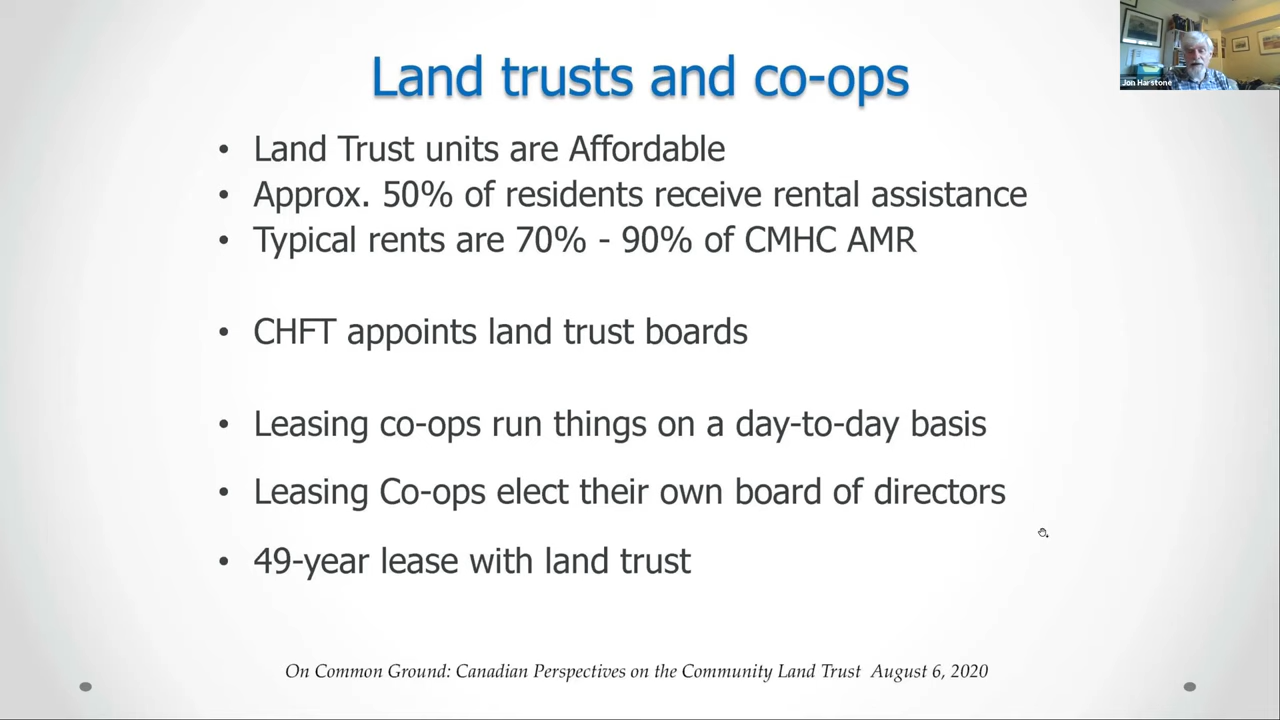 Land trusts and co-ops
Jon Harstone
• Land Trust units are Affordable
• Approx. 50% of residents receive rental assistance
• Typical rents are 70% - 90% of CMHC AMR
• CHFT appoints land trust boards
• Leasing co-ops run things on a day-to-day basis
• Leasing Co-ops elect their own board of directors
• 49-year lease with land trust
On Common Ground: Canadian Perspectives on the Community Land Trust August 6, 2020